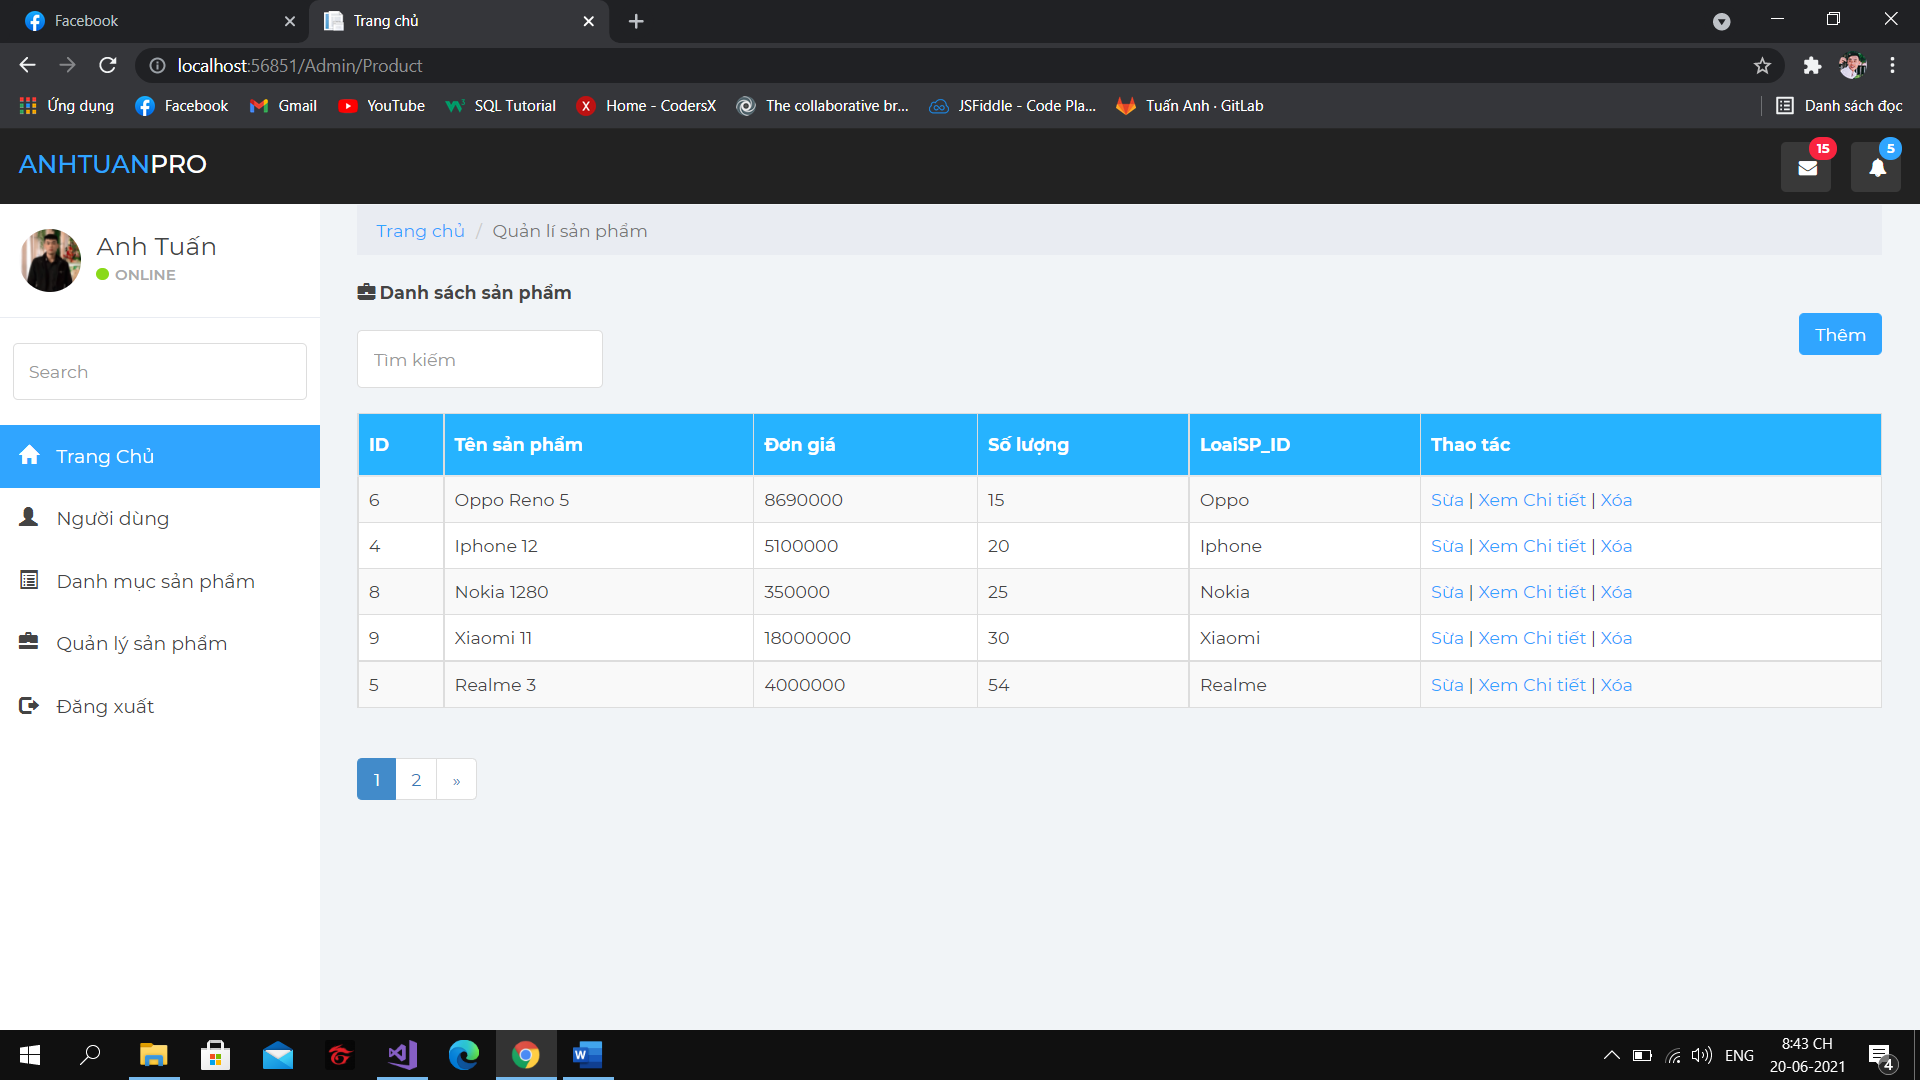 Facebook
Trang chủ
localhost:56851/Admin/Product
Ứng dụng
Facebook
Gmail
YouTube
SQL Tutorial
Home - CodersX
The collaborative br...
JSFiddle - Code Pla...
Tuấn Anh · GitLab
Danh sách đọc
ANHTUANPRO
15
5
Anh Tuấn
ONLINE
Search
Trang Chủ
Người dùng
Danh mục sản phẩm
Quản lý sản phẩm
Đăng xuất
Trang chủ / Quản lí sản phẩm
Danh sách sản phẩm
Tìm kiếm
Thêm
ID Tên sản phẩm Đơn giá Số lượng LoaiSP_ID Thao tác
6 Oppo Reno 5 8690000 15 Oppo Sửa | Xem Chi tiết | Xóa
4 Iphone 12 5100000 20 Iphone Sửa | Xem Chi tiết | Xóa
8 Nokia 1280 350000 25 Nokia Sửa | Xem Chi tiết | Xóa
9 Xiaomi 11 18000000 30 Xiaomi Sửa | Xem Chi tiết | Xóa
5 Realme 3 4000000 54 Realme Sửa | Xem Chi tiết | Xóa
1 2 »
ENG
8:43 CH
20-06-2021
4